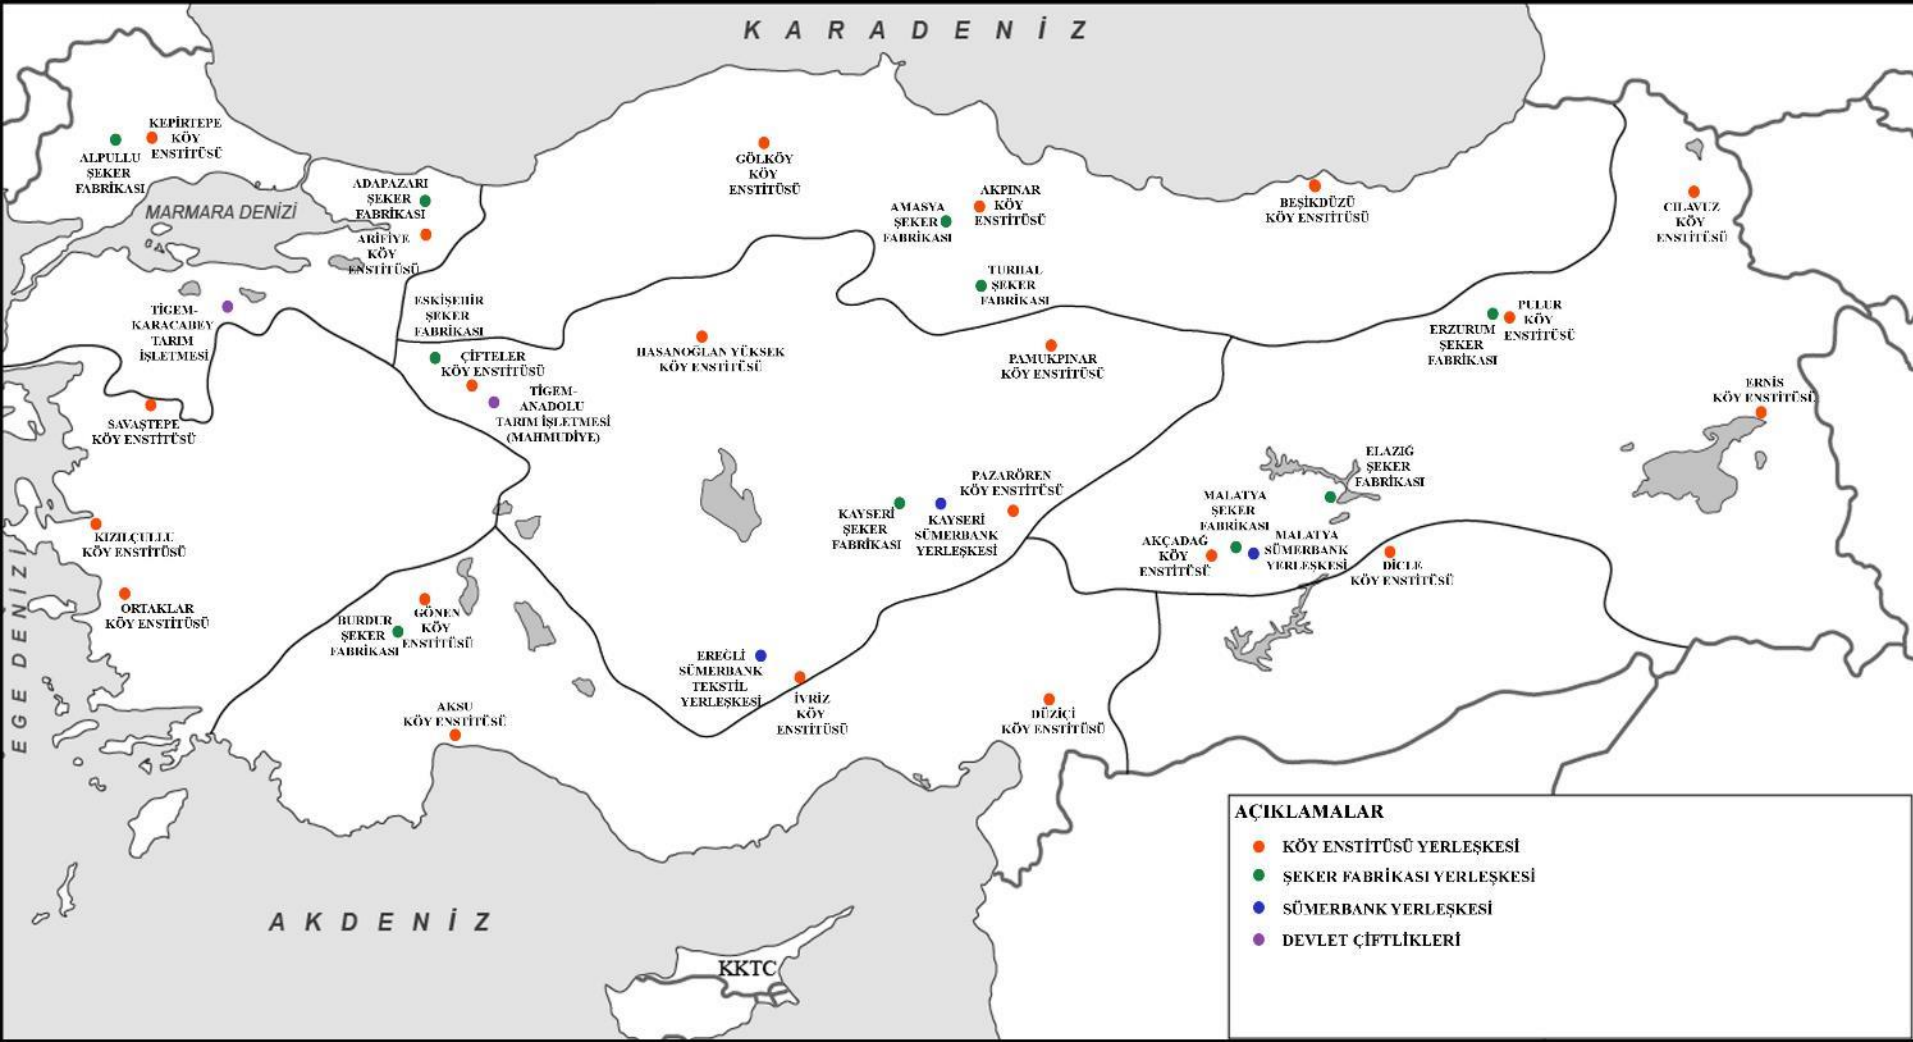 KARADENİZ
KEPİRTEPE
KÖY
ENSTİTÜSÜ
ALPULLU
ŞEKER
FABRİKASI
MARMARA DENİZİ
ADAPAZARI
ŞEKER
FABRİKASI
ARİFİYE
KÖY
ENSTİTÜSÜ
GÖLKÖY
KÖY
ENSTİTÜSÜ
AMASYA
ŞEKER
FABRİKASI
AKPINAR
KÖY
ENSTİTÜSÜ
BEŞİKDÜZÜ
KÖY ENSTİTÜSÜ
CILAVUZ
KÖY
ENSTİTÜSÜ
TURHAL
ŞEKER
FABRİKASI
TİGEM-
KARACABEY
TARIM
İŞLETMESİ
ESKİŞEHİR
ŞEKER
FABRİKASI
ÇİFTELER
KÖY ENSTİTÜSÜ
TİGEM-
ANADOLU
TARIM İŞLETMESİ
(MAHMUDİYE)
HASANOĞLAN YÜKSEK
KÖY ENSTİTÜSÜ
PAMUKPINAR
KÖY ENSTİTÜSÜ
ERZURUM
ŞEKER
FABRİKASI
PULUR
KÖY
ENSTİTÜSÜ
ERNİS
KÖY ENSTİTÜSÜ
SAVAŞTEPE
KÖY ENSTİTÜSÜ
KIZILÇULLU
KÖY ENSTİTÜSÜ
ORTAKLAR
KÖY ENSTİTÜSÜ
EGE DENİZİ
KAYSERİ
ŞEKER
FABRİKASI
KAYSERİ
SÜMERBANK
YERLEŞKESİ
PAZARÖREN
KÖY ENSTİTÜSÜ
ELAZIĞ
ŞEKER
FABRİKASI
MALATYA
ŞEKER
FABRİKASI
AKÇADAĞ
KÖY
ENSTİTÜSÜ
MALATYA
SÜMERBANK
YERLEŞKESİ
DİCLE
KÖY ENSTİTÜSÜ
BURDUR
ŞEKER
FABRİKASI
GÖNEN
KÖY
ENSTİTÜSÜ
EREĞLİ
SÜMERBANK
TEKSTİL
YERLEŞKESİ
İVRİZ
KÖY
ENSTİTÜSÜ
AKSU
KÖY ENSTİTÜSÜ
DÜZİÇİ
KÖY ENSTİTÜSÜ
AKDENİZ
KKTC
AÇIKLAMALAR
KÖY ENSTİTÜSÜ YERLEŞKESİ
ŞEKER FABRİKASI YERLEŞKESİ
SÜMERBANK YERLEŞKESİ
DEVLET ÇİFTLİKLERİ